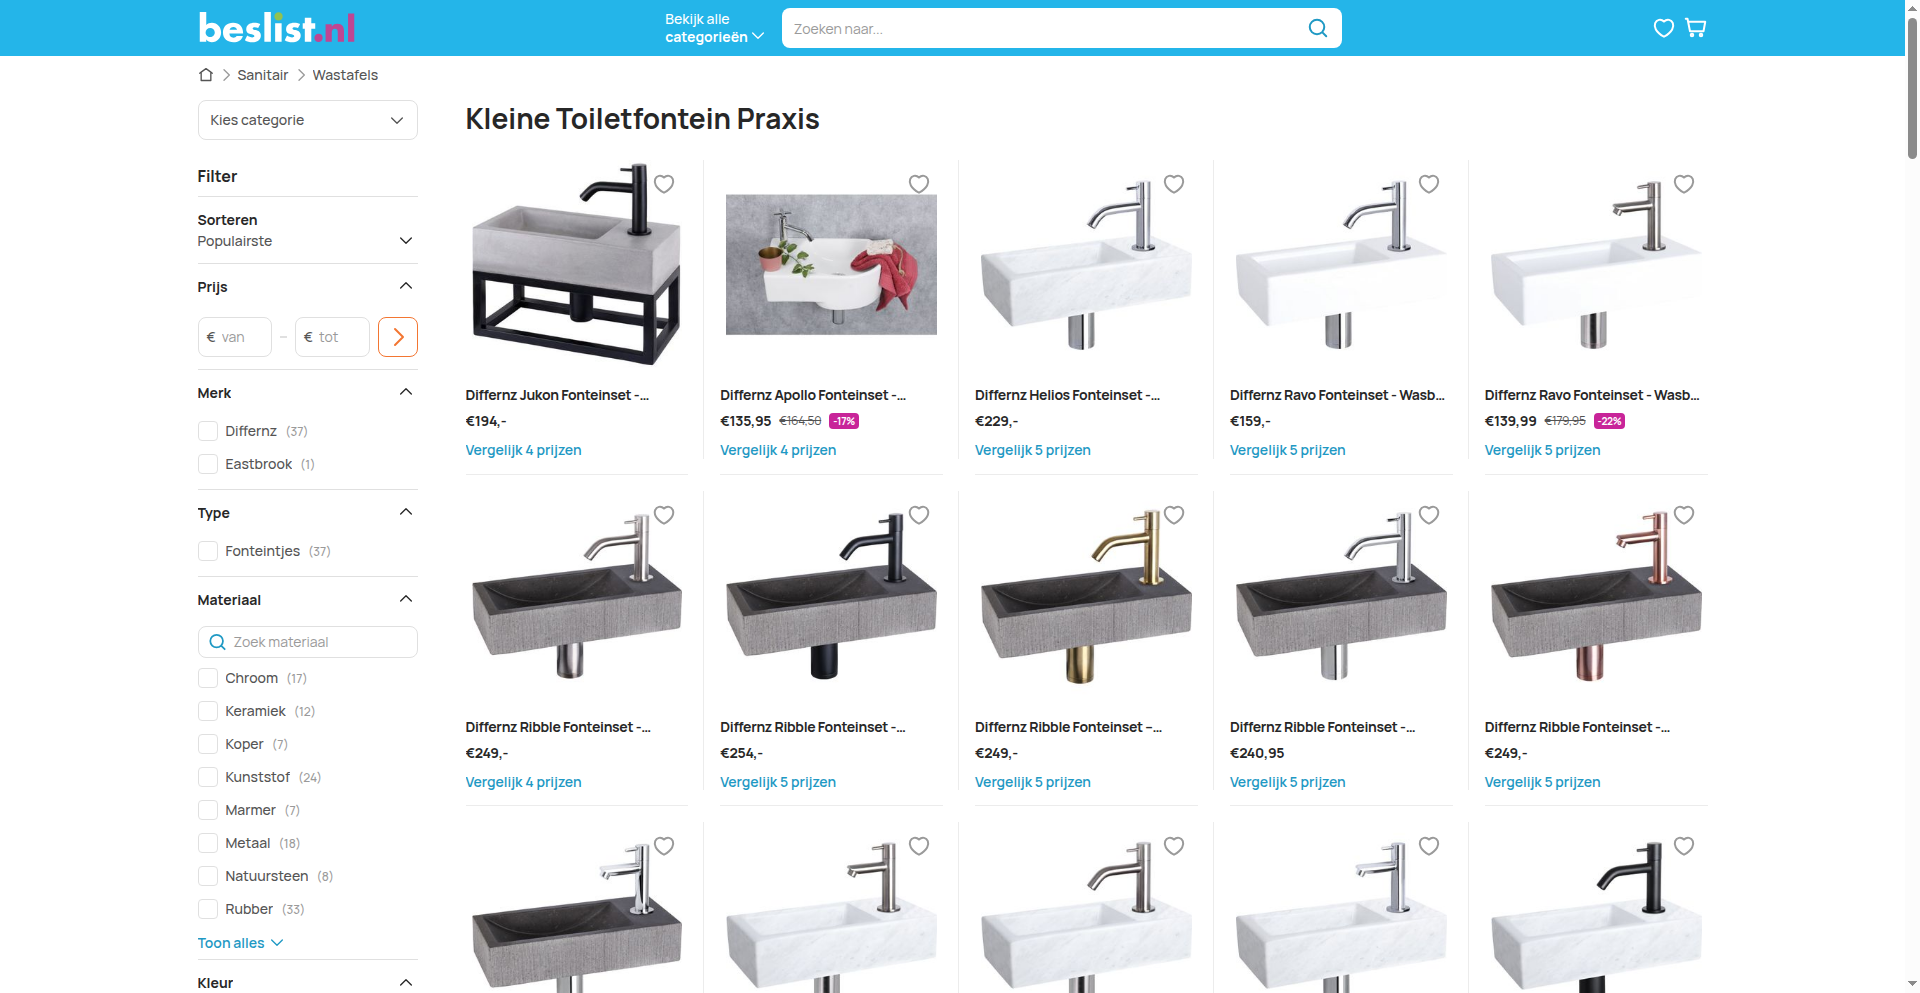 beslist.nl
Bekijk alle
categorieën
Zoeken naar...
Sanitair
Wastafels
Kies categorie
Kleine Toiletfontein Praxis
Filter
Sorteren
Populairste
Prijs
€ van – € tot
Merk
Differnz (37)
Eastbrook (1)
Type
Fonteintjes (37)
Materiaal
Zoek materiaal
Chroom (17)
Keramiek (12)
Koper (7)
Kunststof (24)
Marmer (7)
Metaal (18)
Natuursteen (8)
Rubber (33)
Toon alles
Kleur
Differnz Jukon Fonteinset -...
€194,-
Vergelijk 4 prijzen
Differnz Apollo Fonteinset -...
€135,95 €164,50 -17%
Vergelijk 4 prijzen
Differnz Helios Fonteinset -...
€229,-
Vergelijk 5 prijzen
Differnz Ravo Fonteinset - Wasb...
€159,-
Vergelijk 5 prijzen
Differnz Ravo Fonteinset - Wasb...
€139,99 €179,95 -22%
Vergelijk 5 prijzen
Differnz Ribble Fonteinset -...
€249,-
Vergelijk 4 prijzen
Differnz Ribble Fonteinset -...
€254,-
Vergelijk 5 prijzen
Differnz Ribble Fonteinset –...
€249,-
Vergelijk 5 prijzen
Differnz Ribble Fonteinset -...
€240,95
Vergelijk 5 prijzen
Differnz Ribble Fonteinset -...
€249,-
Vergelijk 5 prijzen